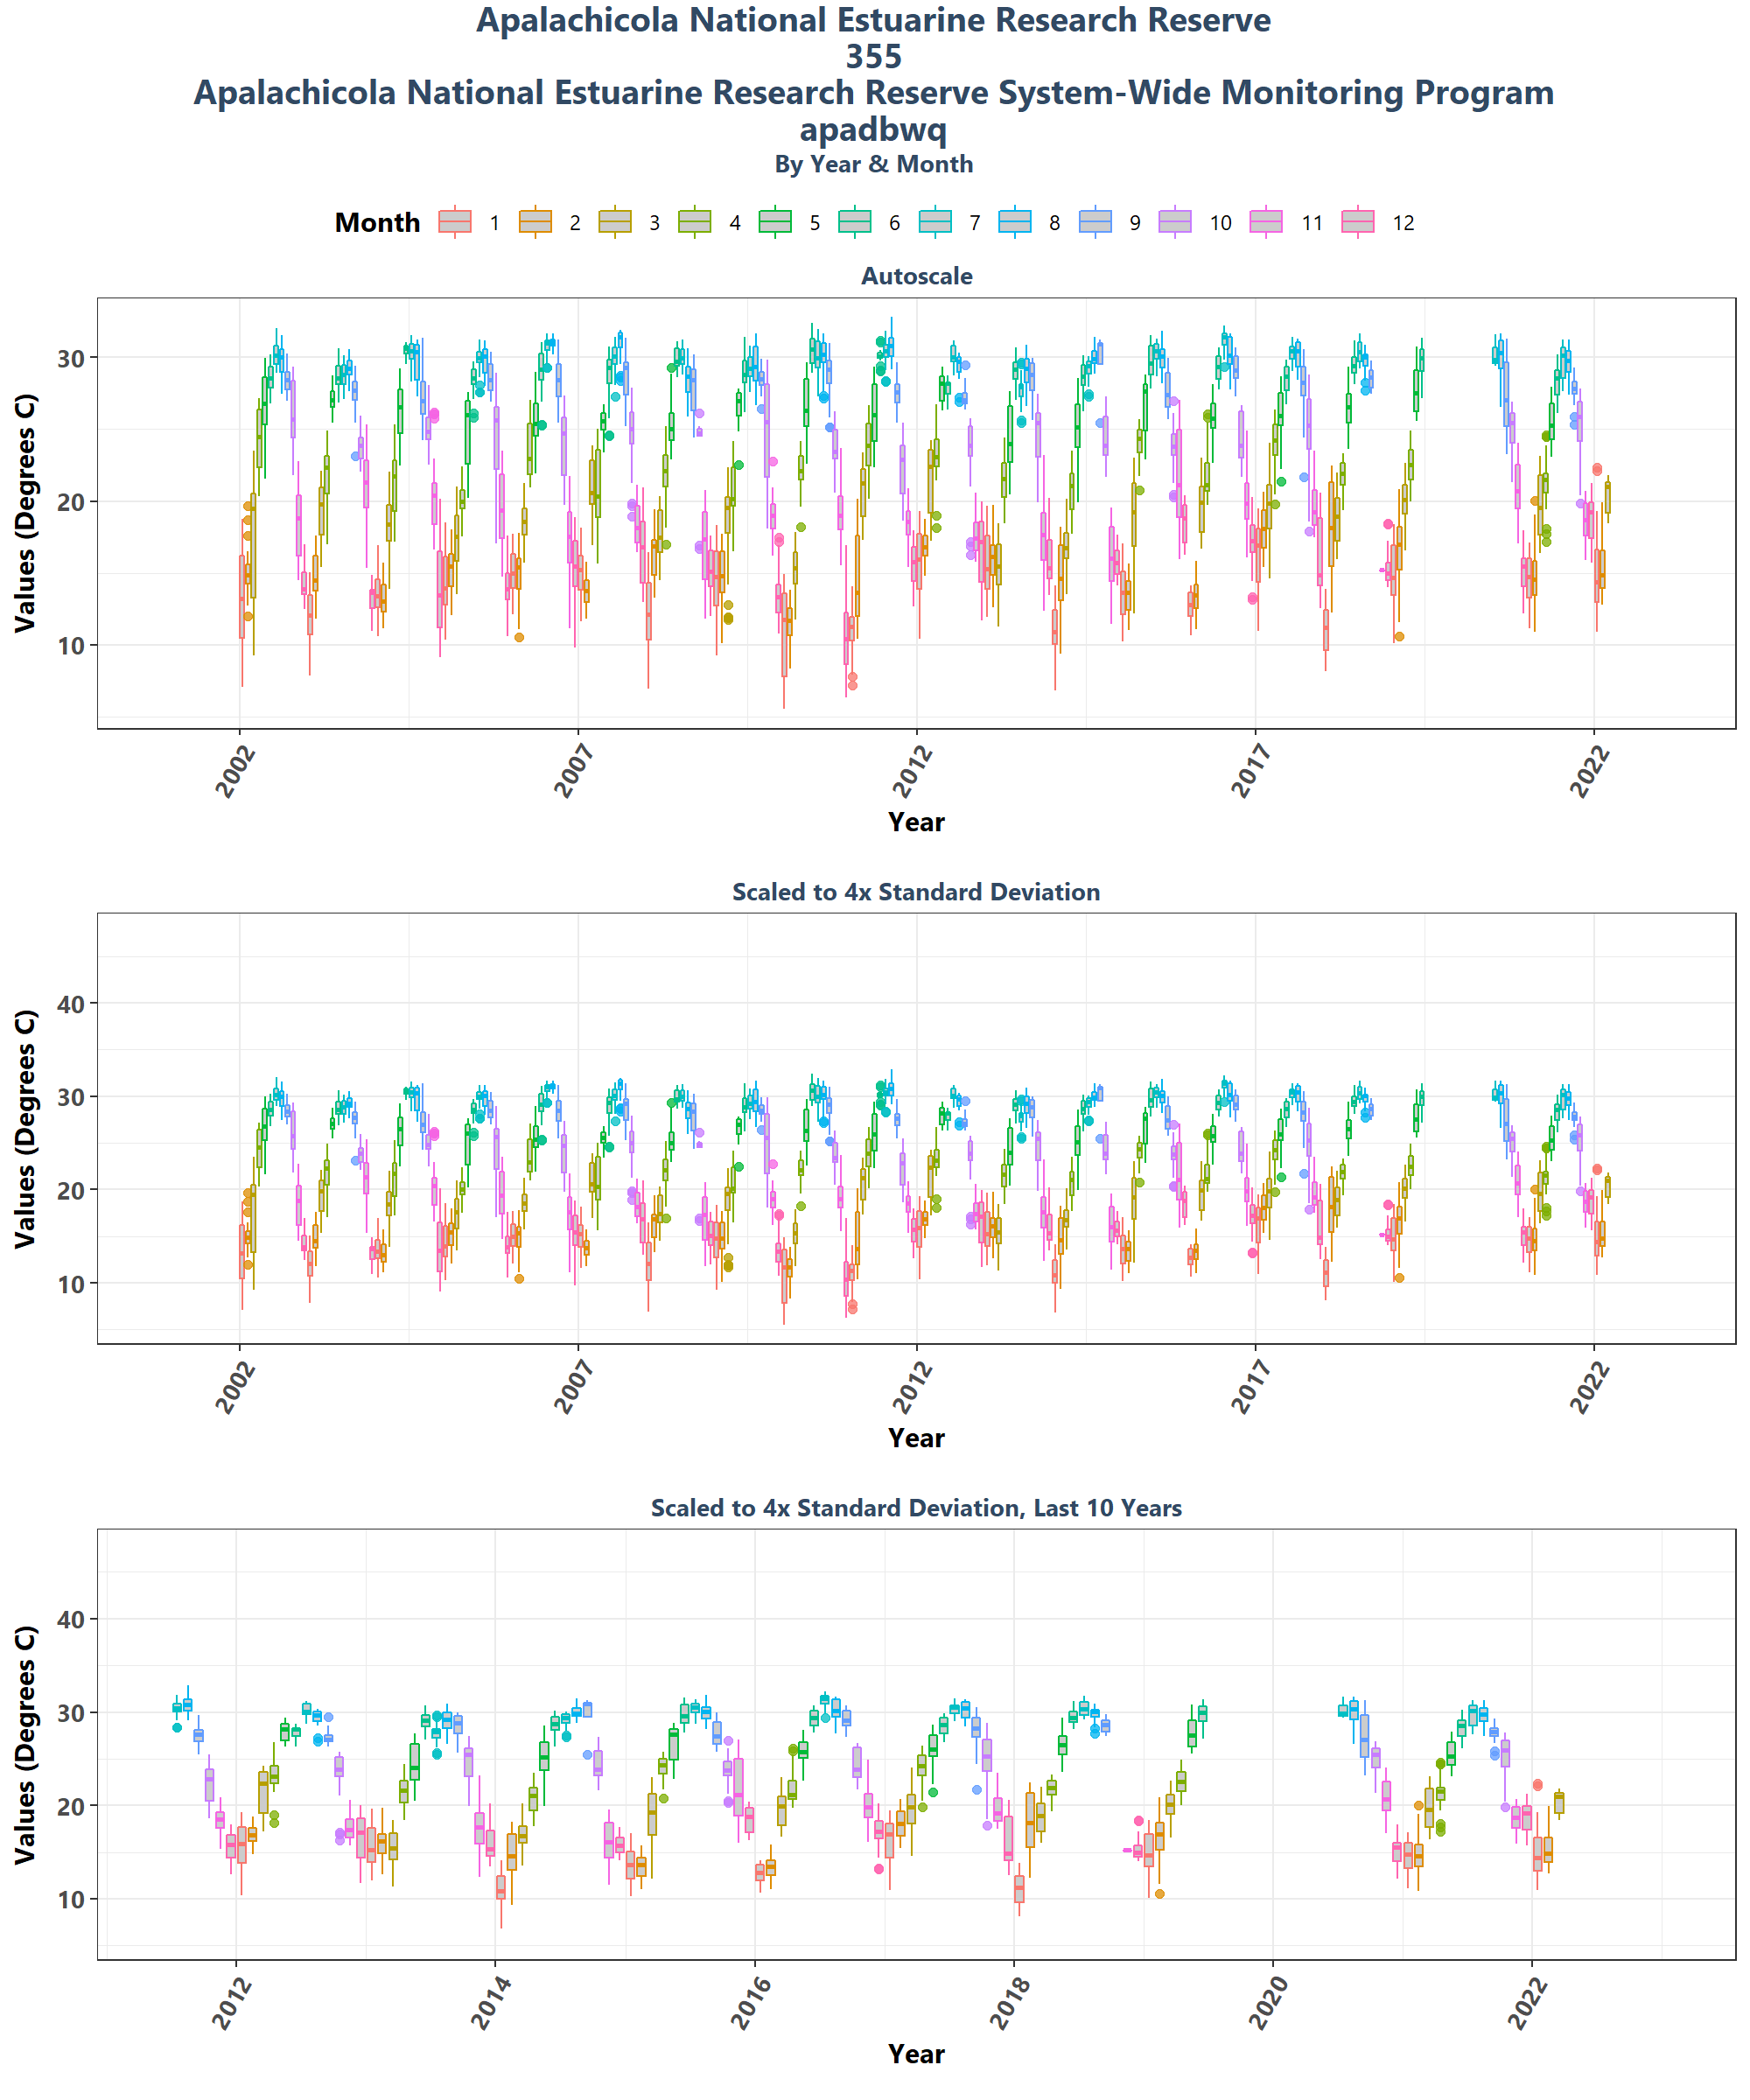 Apalachicola National Estuarine Research Reserve
355
Apalachicola National Estuarine Research Reserve System-Wide Monitoring Program
apadbwq
By Year & Month
Month 1 2 3 4 5 6 7 8 9 10 11 12
Autoscale
Values (Degrees C)
30
20
10
2002 2007 2012 2017 2022
Year
Scaled to 4x Standard Deviation
Values (Degrees C)
40
30
20
10
2002 2007 2012 2017 2022
Year
Scaled to 4x Standard Deviation, Last 10 Years
Values (Degrees C)
40
30
20
10
2012 2014 2016 2018 2020 2022
Year